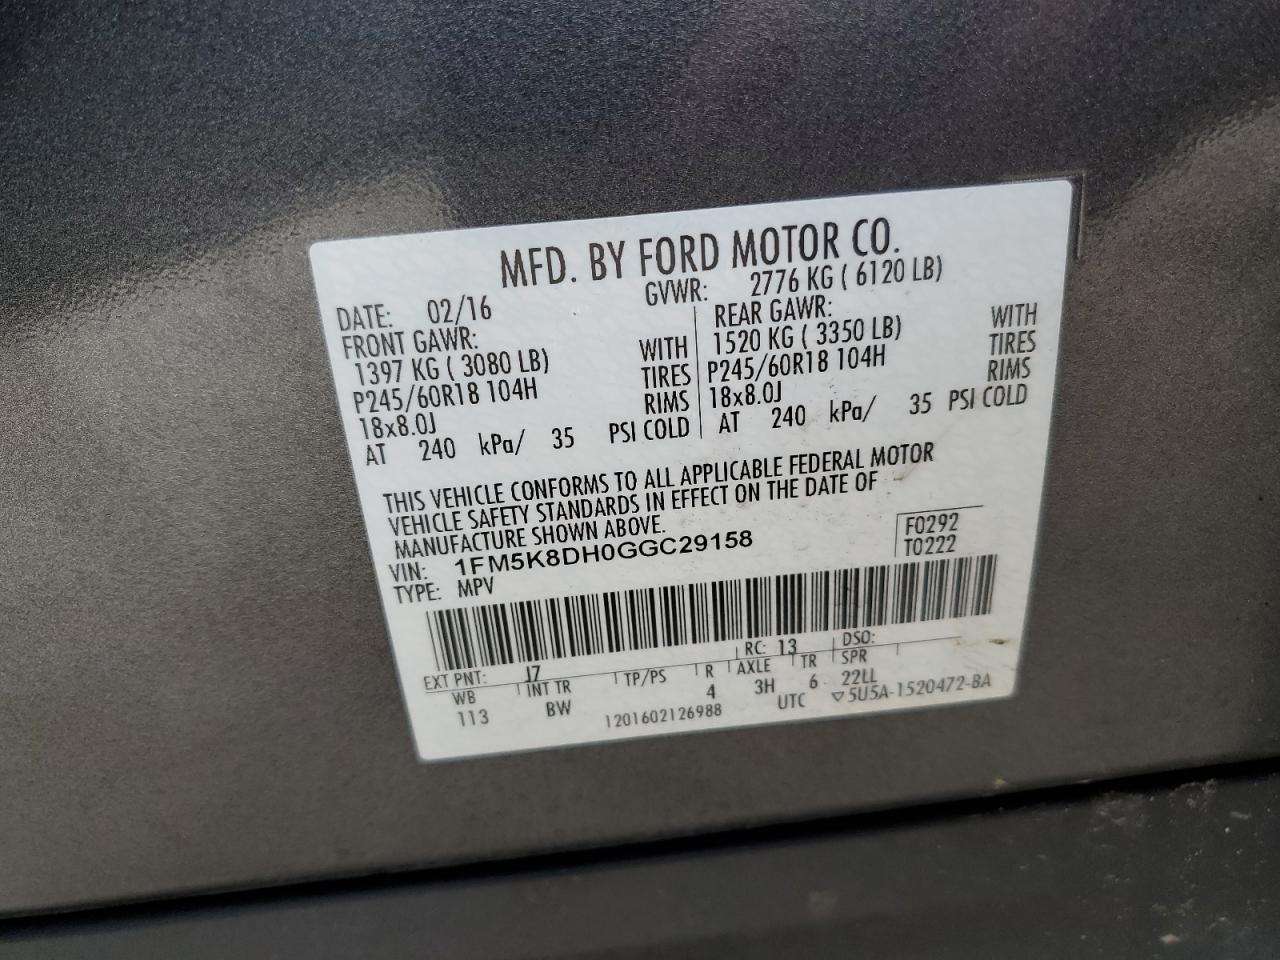 MFD. BY FORD MOTOR CO.
DATE: 02/16 GVWR: 2776 KG ( 6120 LB)
FRONT GAWR:
1397 KG ( 3080 LB) WITH
P245/60R18 104H TIRES
18x8.0J RIMS
AT 240 kPa/ 35 PSI COLD
REAR GAWR: WITH
1520 KG ( 3350 LB) TIRES
P245/60R18 104H RIMS
18x8.0J
AT 240 kPa/ 35 PSI COLD
THIS VEHICLE CONFORMS TO ALL APPLICABLE FEDERAL MOTOR
VEHICLE SAFETY STANDARDS IN EFFECT ON THE DATE OF
MANUFACTURE SHOWN ABOVE.
VIN: 1FM5K8DH0GGC29158
TYPE: MPV
F0292
T0222
EXT PNT: J7 RC: 13 DSO:
WB INT TR TP/PS R AXLE TR SPR
113 BW 4 3H 6 22LL
1201602126988 UTC ▽5U5A-1520472-BA